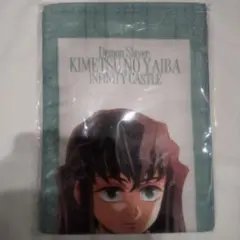 Demon Slayer:
KIMETSU NO YAIBA
INFINITY CASTLE